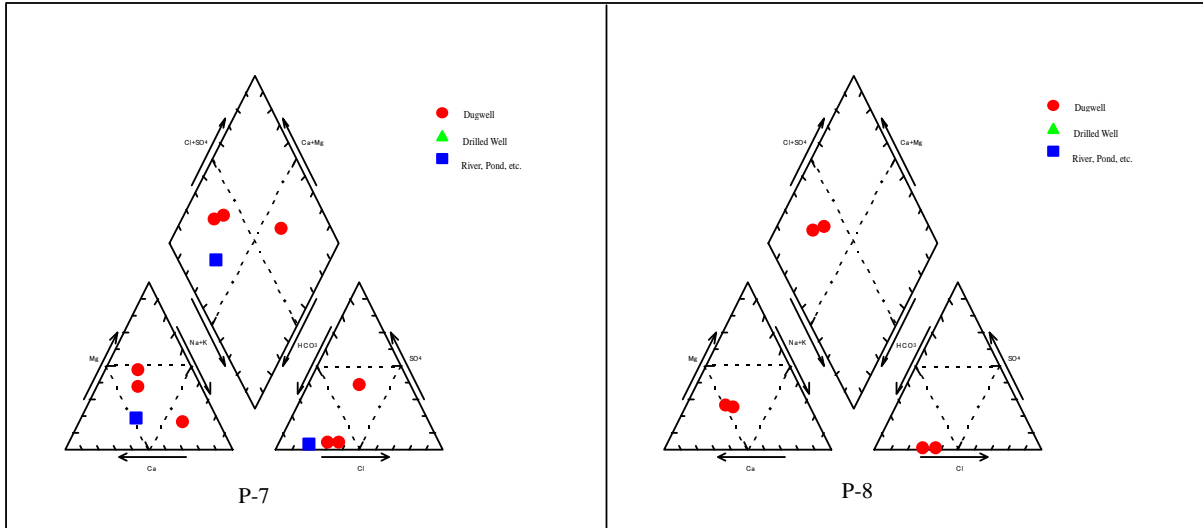 Dugwell
Drilled Well
River, Pond, etc.
Cl+SO4
Ca+Mg
Mg
Na+K
HCO3
SO4
Ca
Cl
P-7
Dugwell
Drilled Well
River, Pond, etc.
Cl+SO4
Ca+Mg
Mg
Na+K
HCO3
SO4
Ca
Cl
P-8